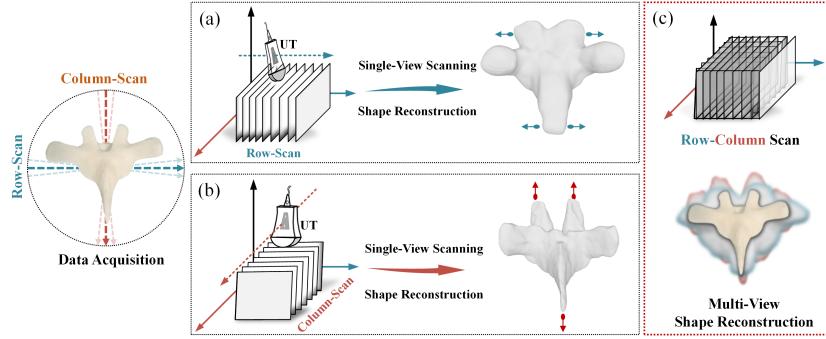 Column-Scan
Row-Scan
Data Acquisition
(a)
UT
Row-Scan
Single-View Scanning
Shape Reconstruction
(b)
UT
Column-Scan
Single-View Scanning
Shape Reconstruction
(c)
Row-Column Scan
Multi-View
Shape Reconstruction